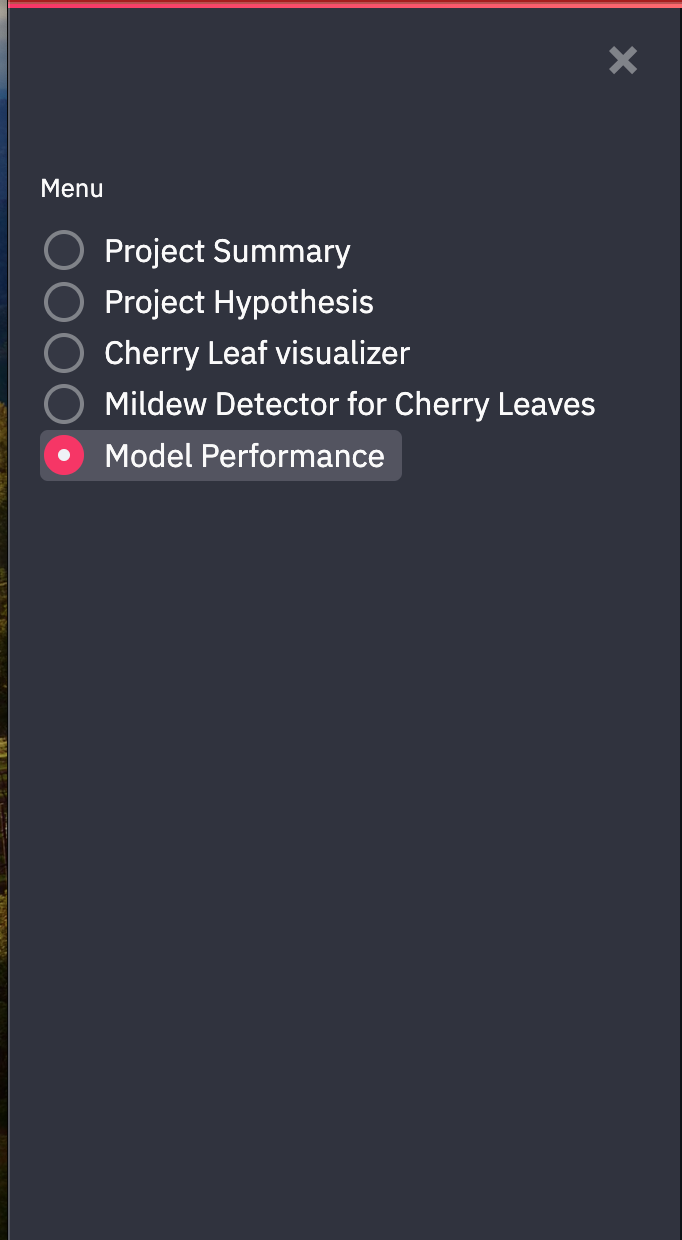 Menu
Project Summary
Project Hypothesis
Cherry Leaf visualizer
Mildew Detector for Cherry Leaves
Model Performance